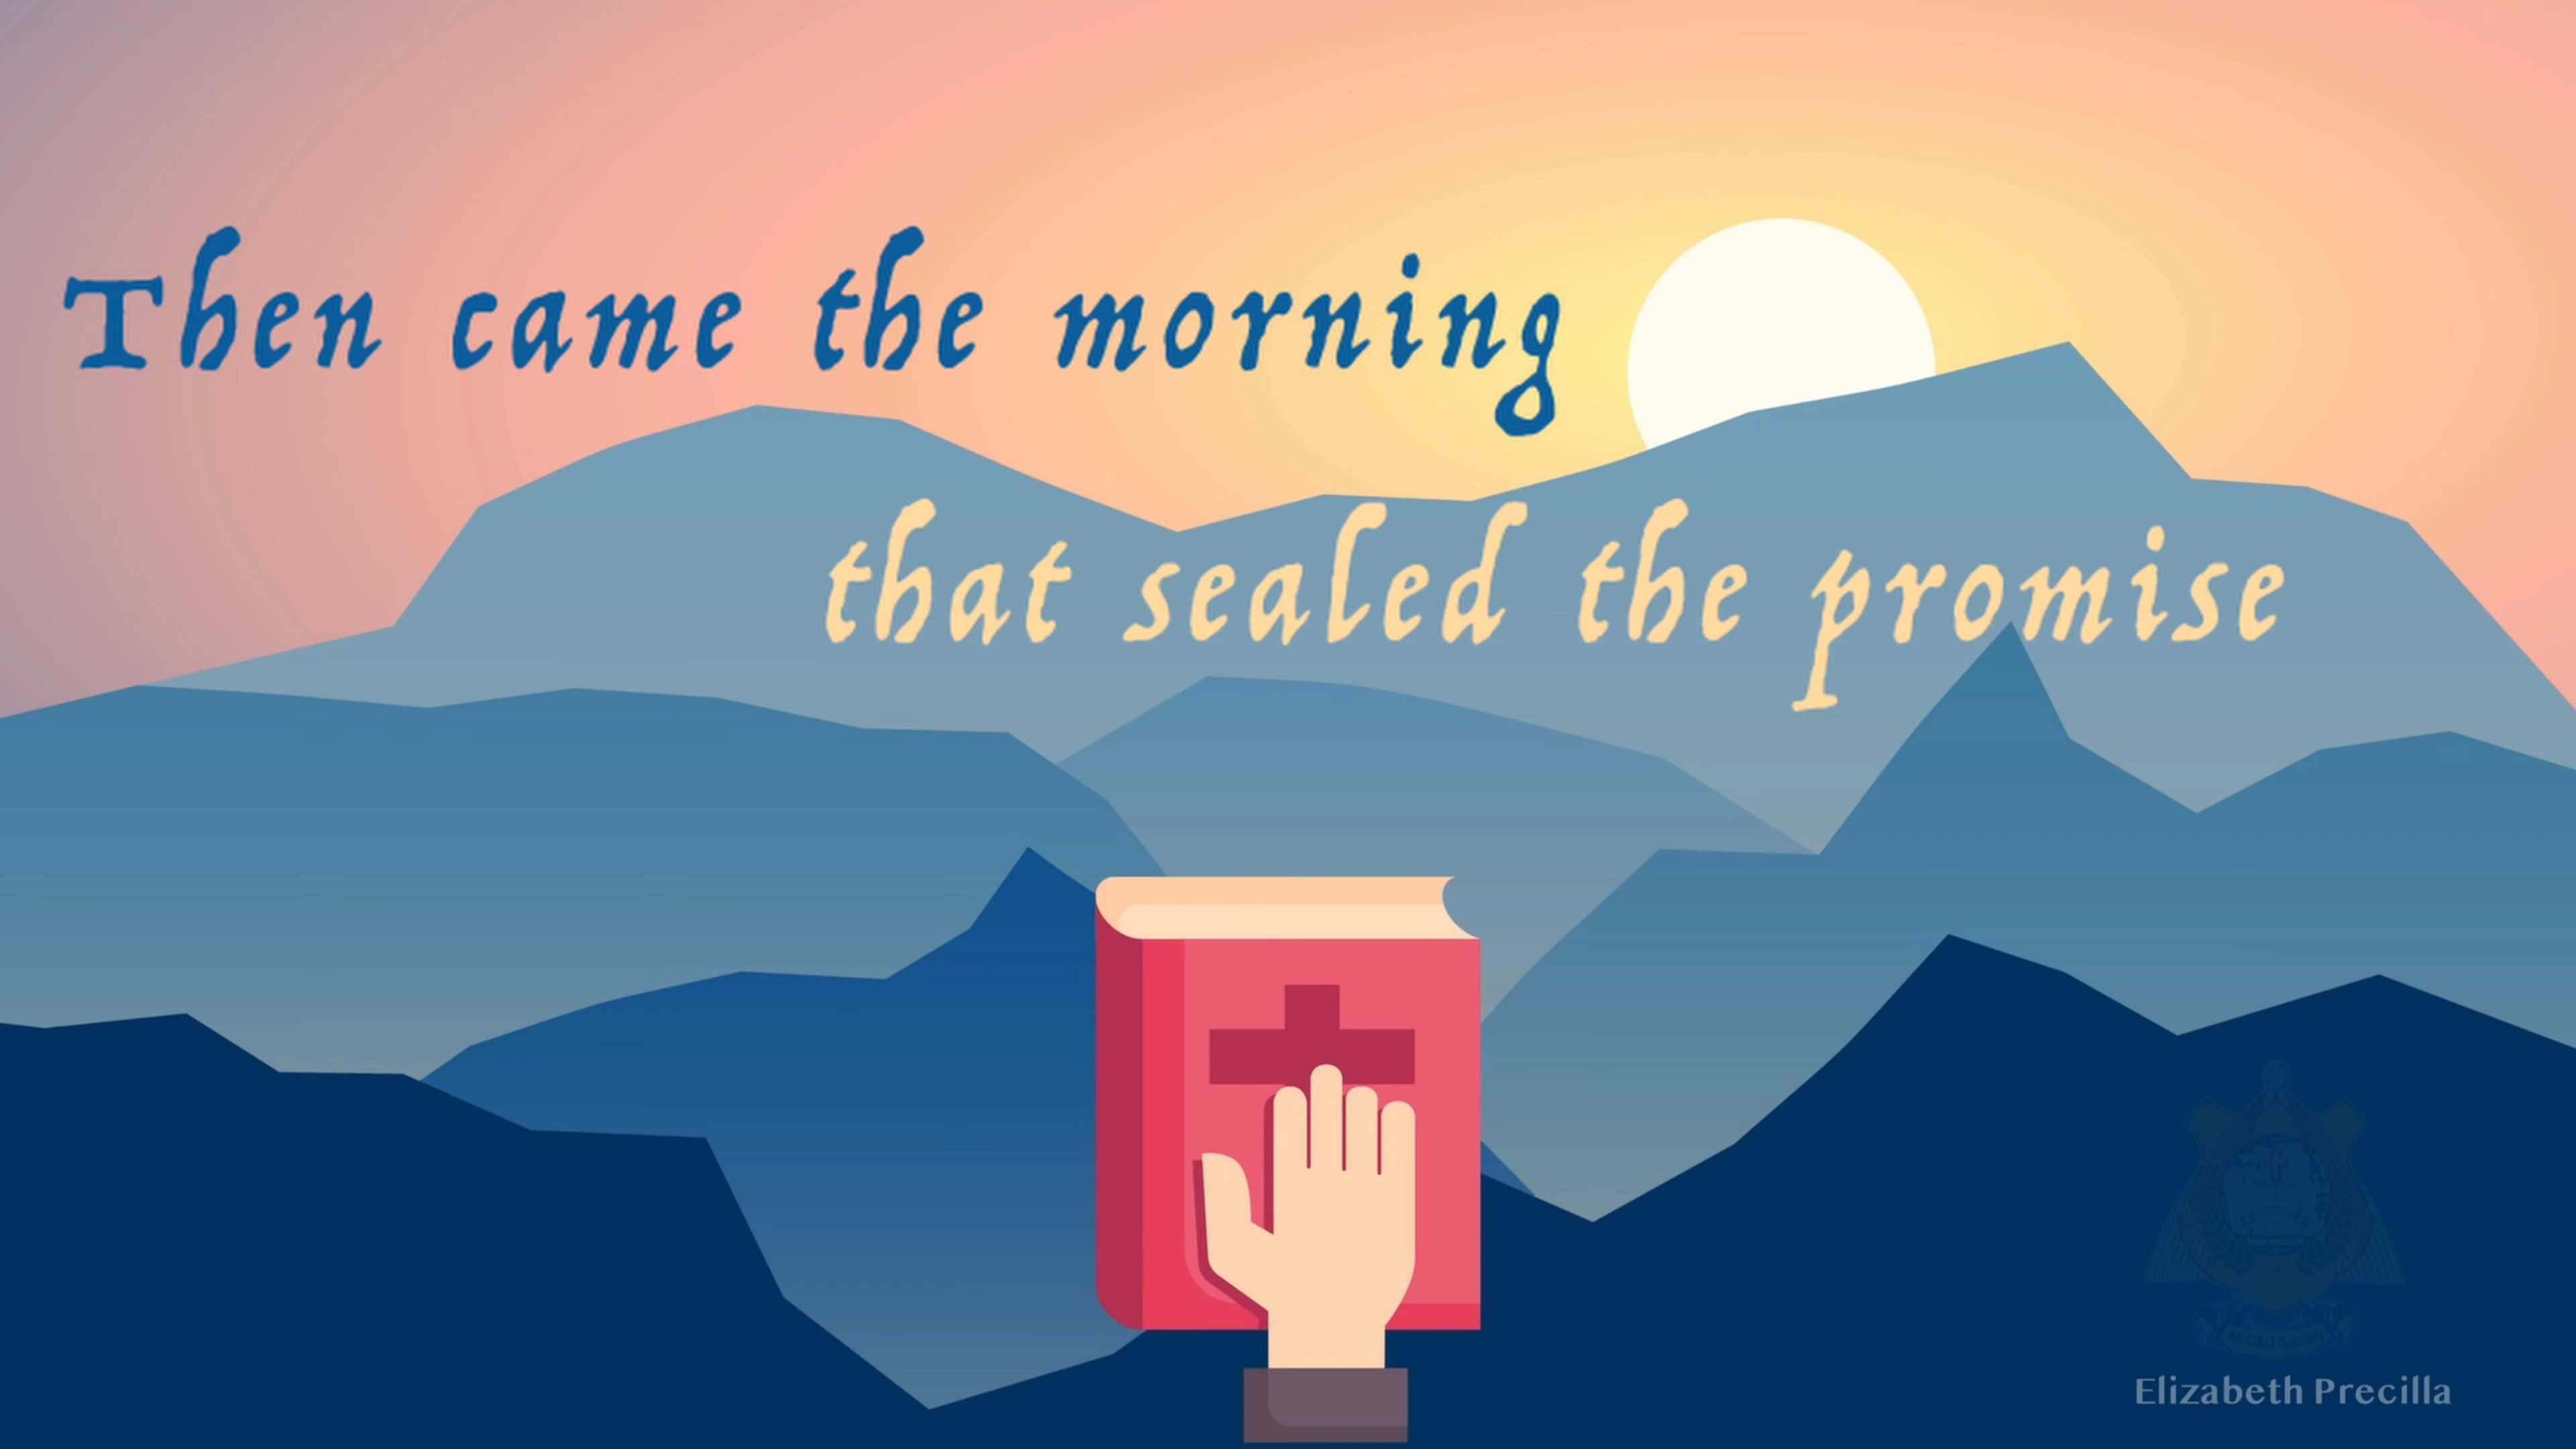 Then came the morning
that sealed the promise
Elizabeth Precilla